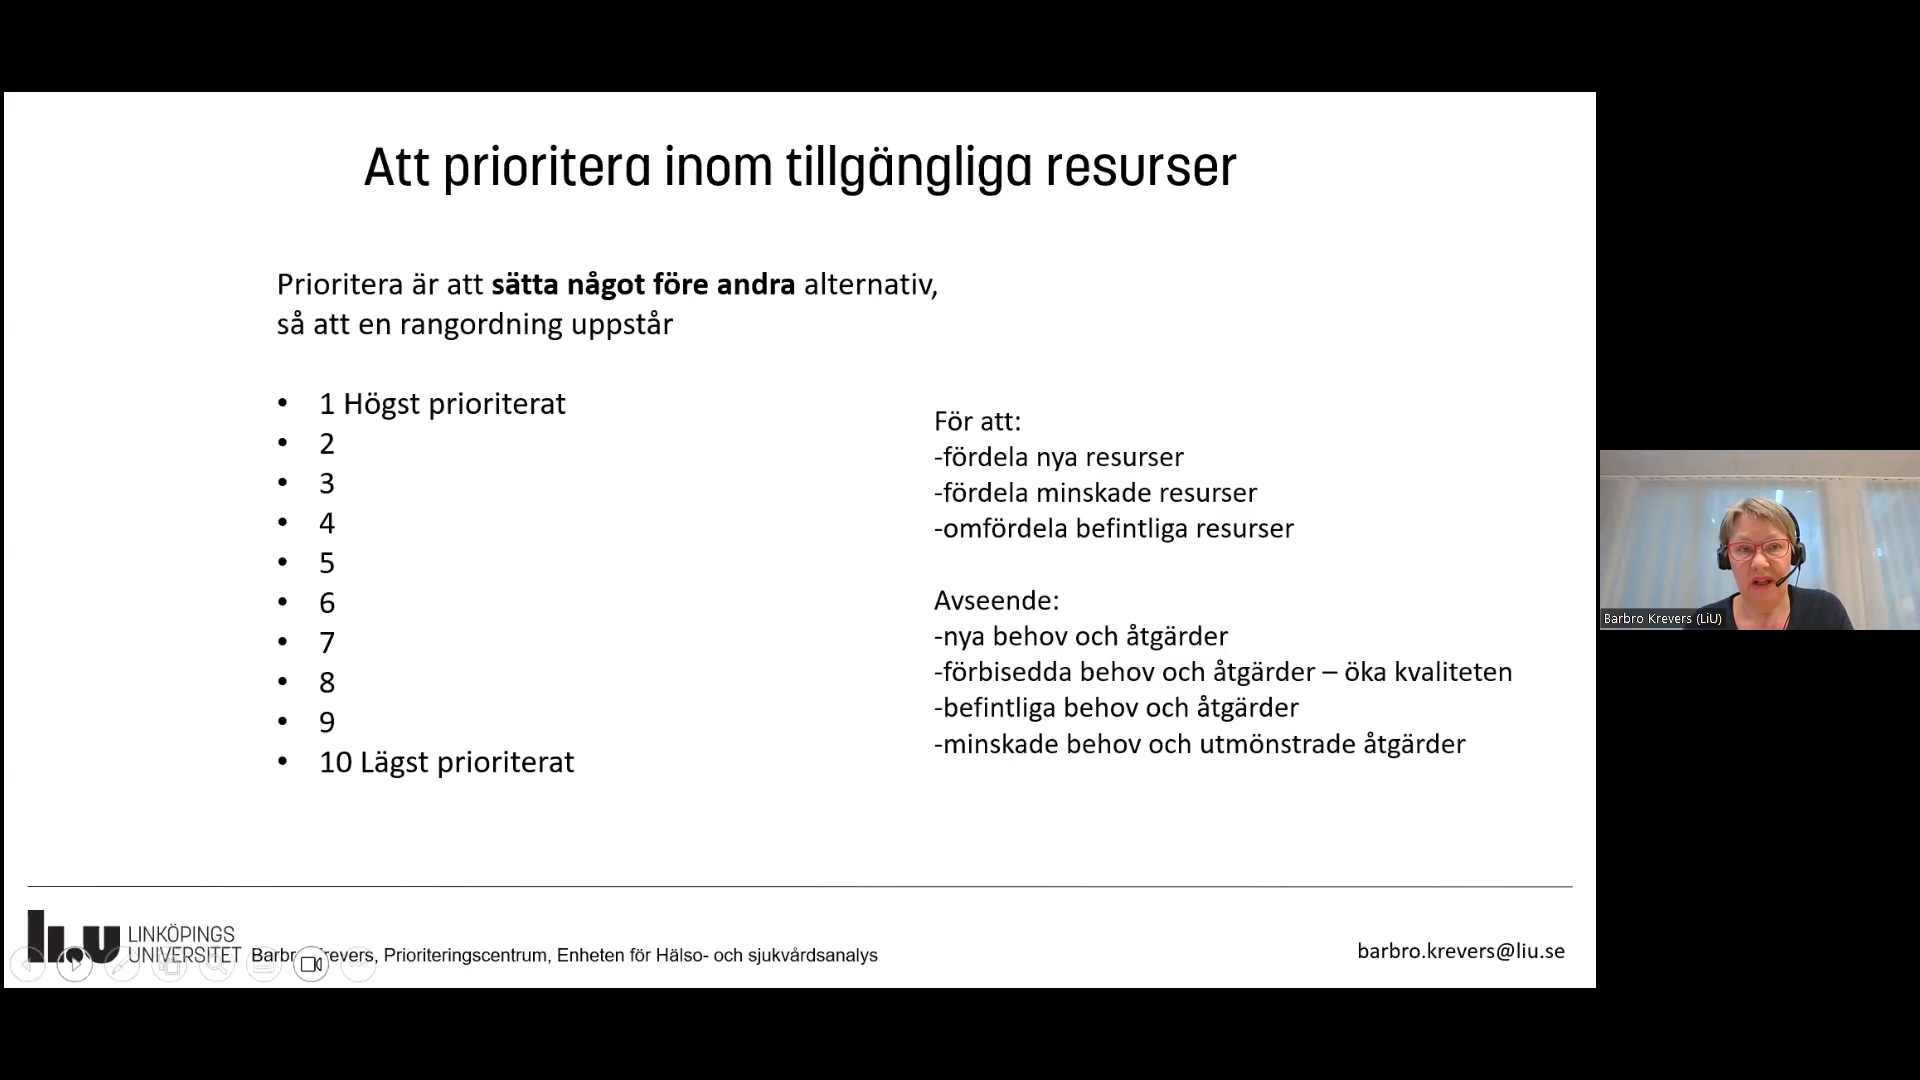 Att prioritera inom tillgängliga resurser
Prioritera är att sätta något före andra alternativ,
så att en rangordning uppstår
• 1 Högst prioriterat
• 2
• 3
• 4
• 5
• 6
• 7
• 8
• 9
• 10 Lägst prioriterat
För att:
-fördela nya resurser
-fördela minskade resurser
-omfördela befintliga resurser
Avseende:
-nya behov och åtgärder
-förbisedda behov och åtgärder – öka kvaliteten
-befintliga behov och åtgärder
-minskade behov och utmönstrade åtgärder
Barbro Krevers (LiU)
LiU LINKÖPINGS
UNIVERSITET
Barbro Krevers, Prioriteringscentrum, Enheten för Hälso- och sjukvårdsanalys
barbro.krevers@liu.se